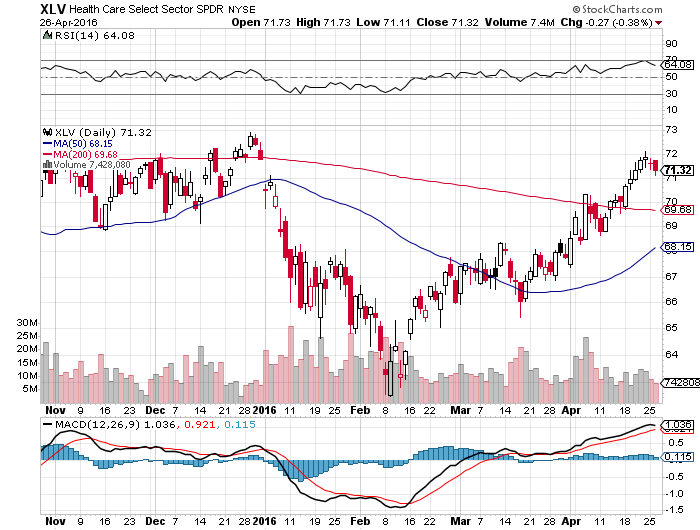 XLV Health Care Select Sector SPDR NYSE
© StockCharts.com
26-Apr-2016
Open 71.73 High 71.73 Low 71.11 Close 71.32 Volume 7.4M Chg -0.27 (-0.38%)
RSI(14) 64.08
90
70
64.08
50
30
10
XLV (Daily) 71.32
MA(50) 68.15
MA(200) 69.68
Volume 7,428,080
73
72
71.32
71
70
69.68
69
68.15
67
66
65
64
30M
25M
20M
15M
10M
5M
742808
Nov 9 16 23 Dec 7 14 21 2016 11 19 25 Feb 8 16 22 Mar 7 14 21 28 Apr 11 18 25
MACD(12,26,9) 1.036, 0.921, 0.115
1.036
0.5
0.115
-0.5
-1.0
-1.5
Nov 9 16 23 Dec 7 14 21 2016 11 19 25 Feb 8 16 22 Mar 7 14 21 28 Apr 11 18 25